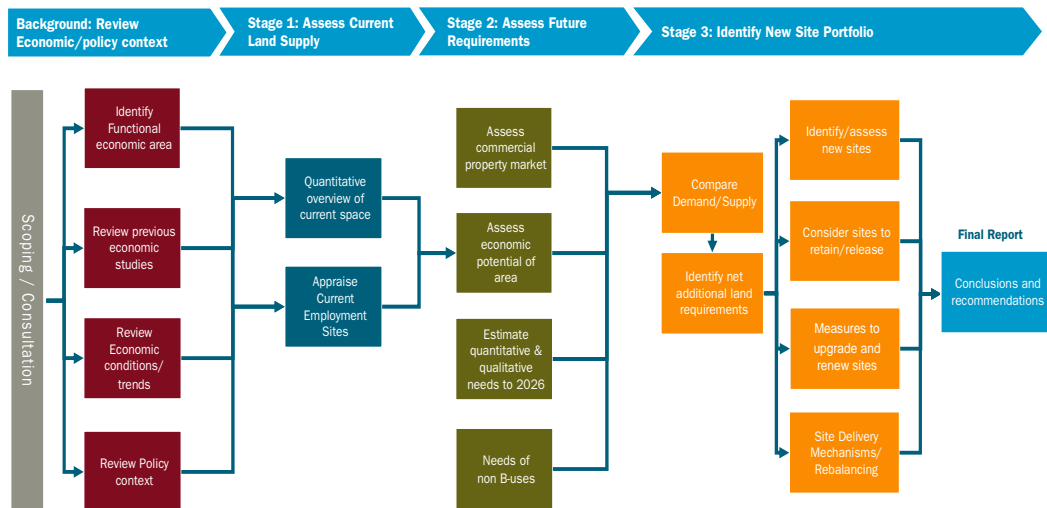 Background: Review
Economic/policy context
Stage 1: Assess Current
Land Supply
Stage 2: Assess Future
Requirements
Stage 3: Identify New Site Portfolio
Scoping / Consultation
Identify
Functional
economic area
Review previous
economic
studies
Review
Economic
conditions/
trends
Review Policy
context
Quantitative
overview of
current space
Appraise
Current
Employment
Sites
Assess
commercial
property market
Assess
economic
potential of
area
Estimate
quantitative &
qualitative
needs to 2026
Needs of
non B-uses
Compare
Demand/Supply
Identify net
additional land
requirements
Identify/assess
new sites
Consider sites to
retain/release
Measures to
upgrade and
renew sites
Site Delivery
Mechanisms/
Rebalancing
Final Report
Conclusions and
recommendations